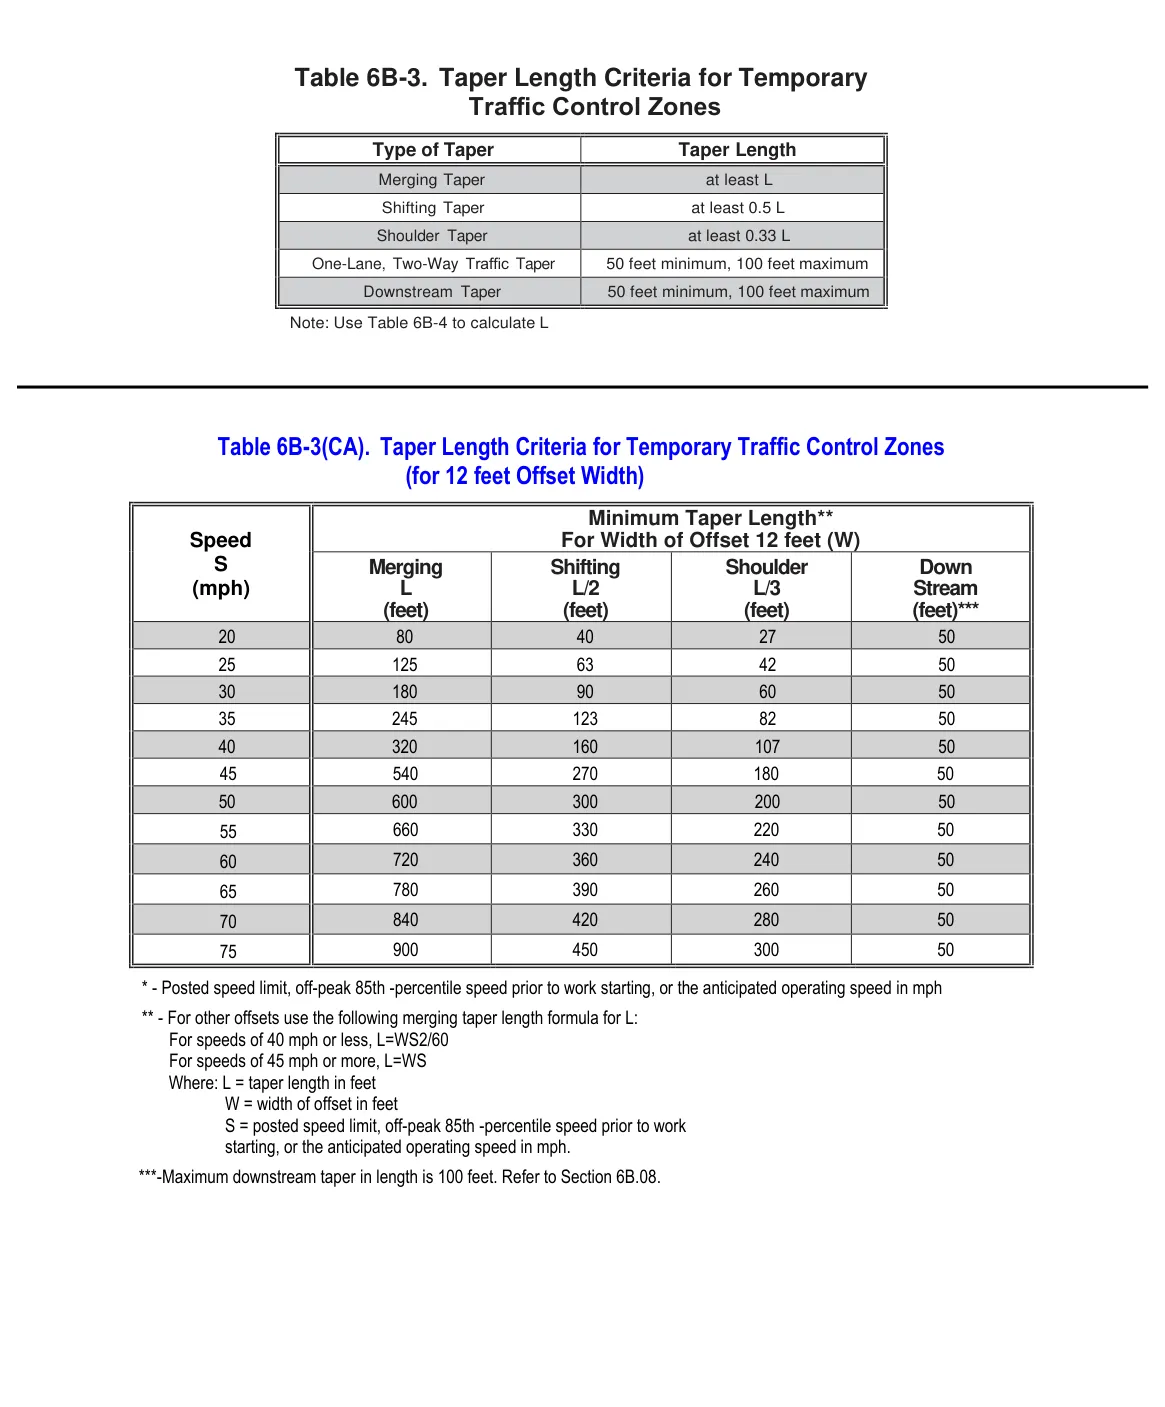 Table 6B-3. Taper Length Criteria for Temporary
Traffic Control Zones
Type of Taper Taper Length
Merging Taper at least L
Shifting Taper at least 0.5 L
Shoulder Taper at least 0.33 L
One-Lane, Two-Way Traffic Taper 50 feet minimum, 100 feet maximum
Downstream Taper 50 feet minimum, 100 feet maximum
Note: Use Table 6B-4 to calculate L
Table 6B-3(CA). Taper Length Criteria for Temporary Traffic Control Zones
(for 12 feet Offset Width)
Speed
S
(mph)
Minimum Taper Length**
For Width of Offset 12 feet (W)
Merging
L
(feet)
Shifting
L/2
(feet)
Shoulder
L/3
(feet)
Down
Stream
(feet)***
20 80 40 27 50
25 125 63 42 50
30 180 90 60 50
35 245 123 82 50
40 320 160 107 50
45 540 270 180 50
50 600 300 200 50
55 660 330 220 50
60 720 360 240 50
65 780 390 260 50
70 840 420 280 50
75 900 450 300 50
* - Posted speed limit, off-peak 85th -percentile speed prior to work starting, or the anticipated operating speed in mph
** - For other offsets use the following merging taper length formula for L:
For speeds of 40 mph or less, L=WS2/60
For speeds of 45 mph or more, L=WS
Where: L = taper length in feet
W = width of offset in feet
S = posted speed limit, off-peak 85th -percentile speed prior to work
starting, or the anticipated operating speed in mph.
***-Maximum downstream taper in length is 100 feet. Refer to Section 6B.08.